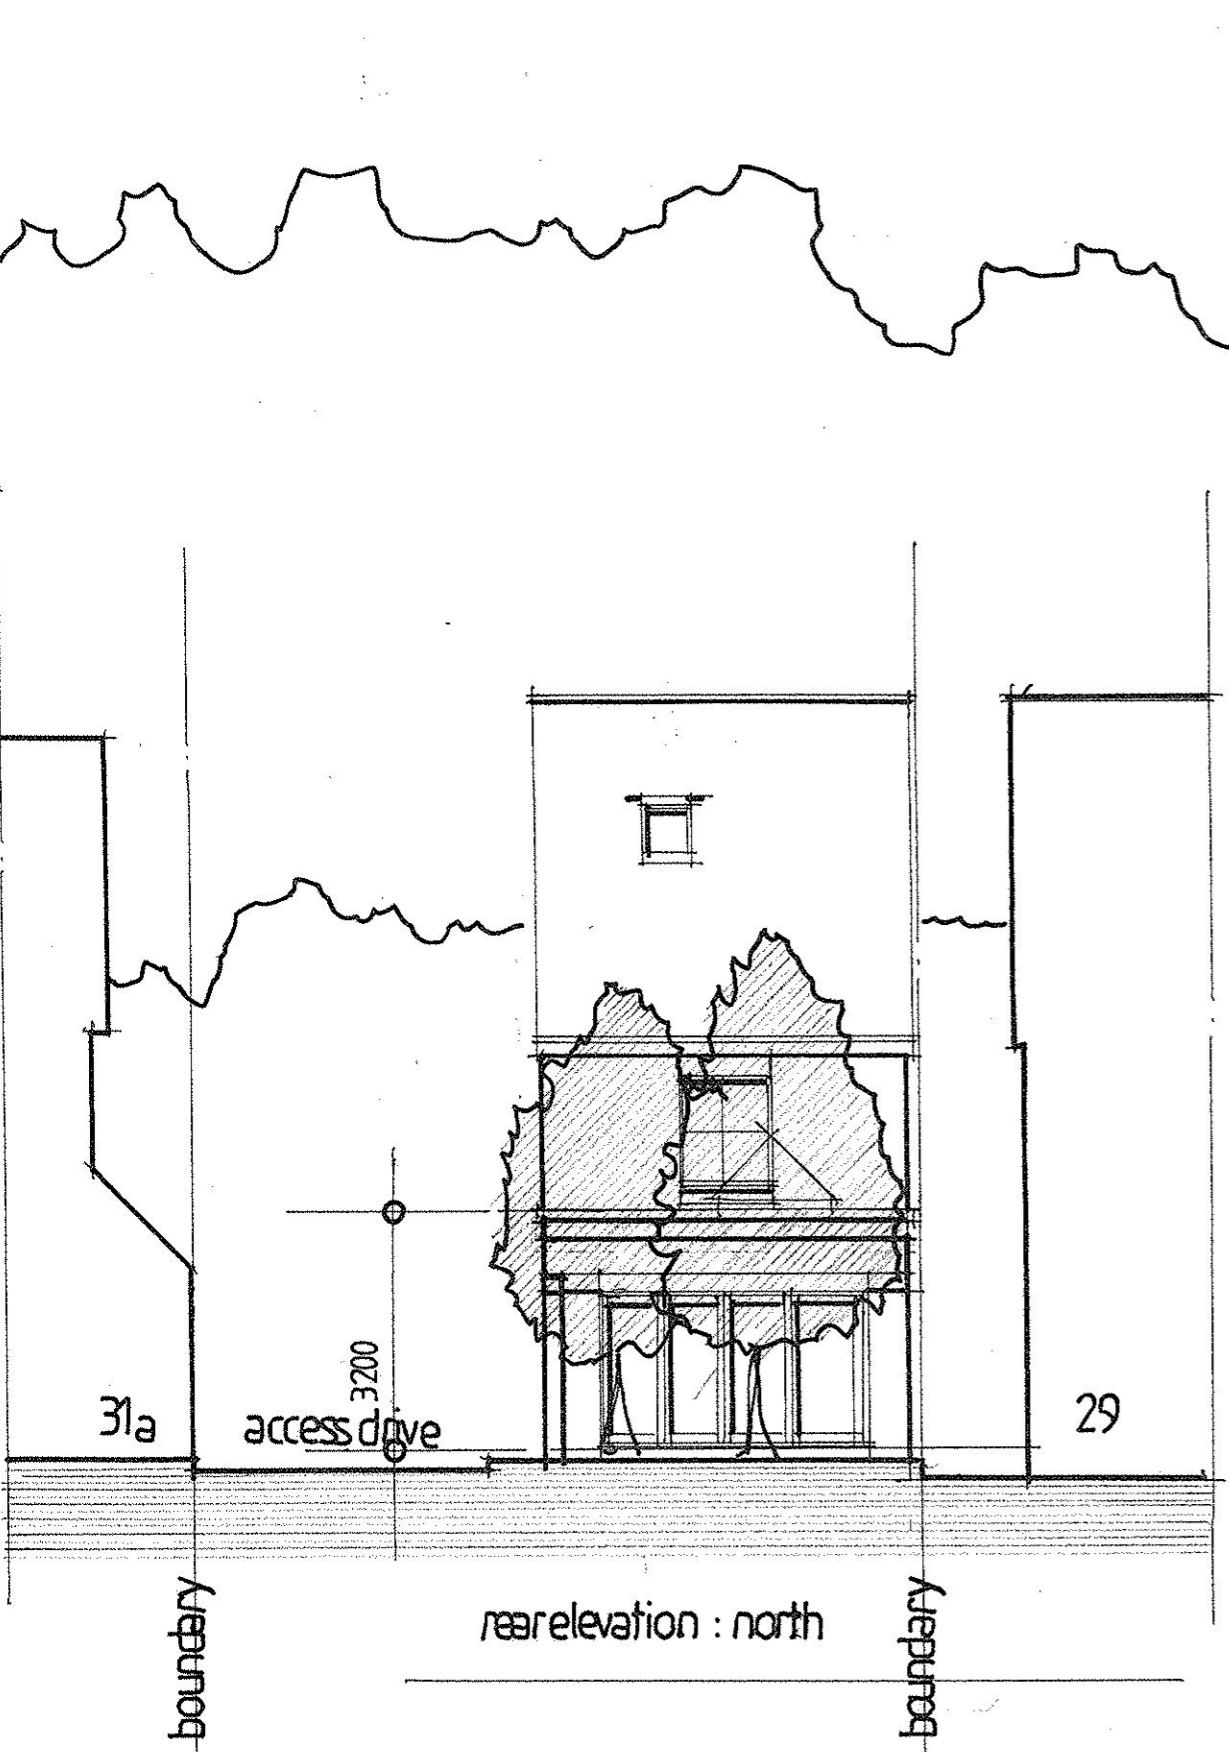 3200
31a
access drive
29
rear elevation : north
boundary
boundary